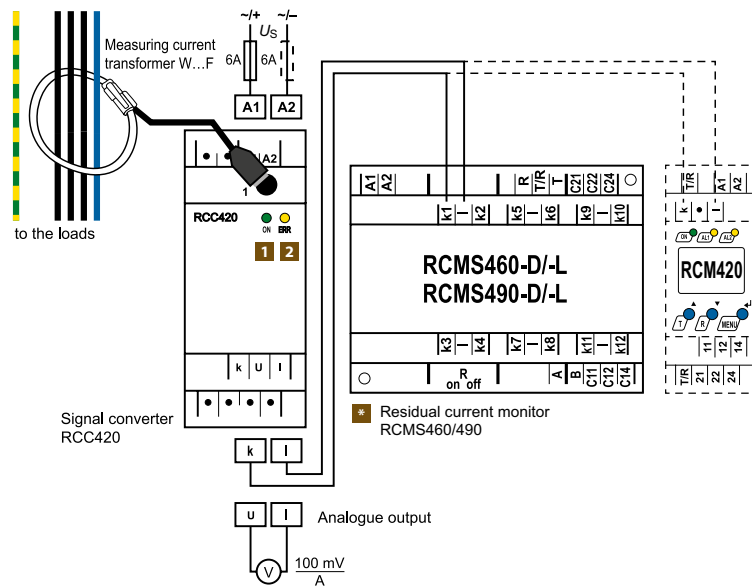 ~/+ ~/–
US
6A 6A
Measuring current
transformer W…F
A1 A2
A2
1
to the loads
RCC420
ON ERR
1 2
k U l
Signal converter
RCC420
k l
U l
Analogue output
V
100 mV
A
A1 A2 R T/R T C21 C22 C24
k1 l k2 k5 l k6 k9 l k10
RCMS460-D/-L
RCMS490-D/-L
k3 l k4 k7 l k8 k11 l k12
R
on off
A B C11 C12 C14
* Residual current monitor
RCMS460/490
T/R A1 A2
k l
ON AL1 AL2
RCM420
T R MENU
11 12 14
T/R 21 22 24